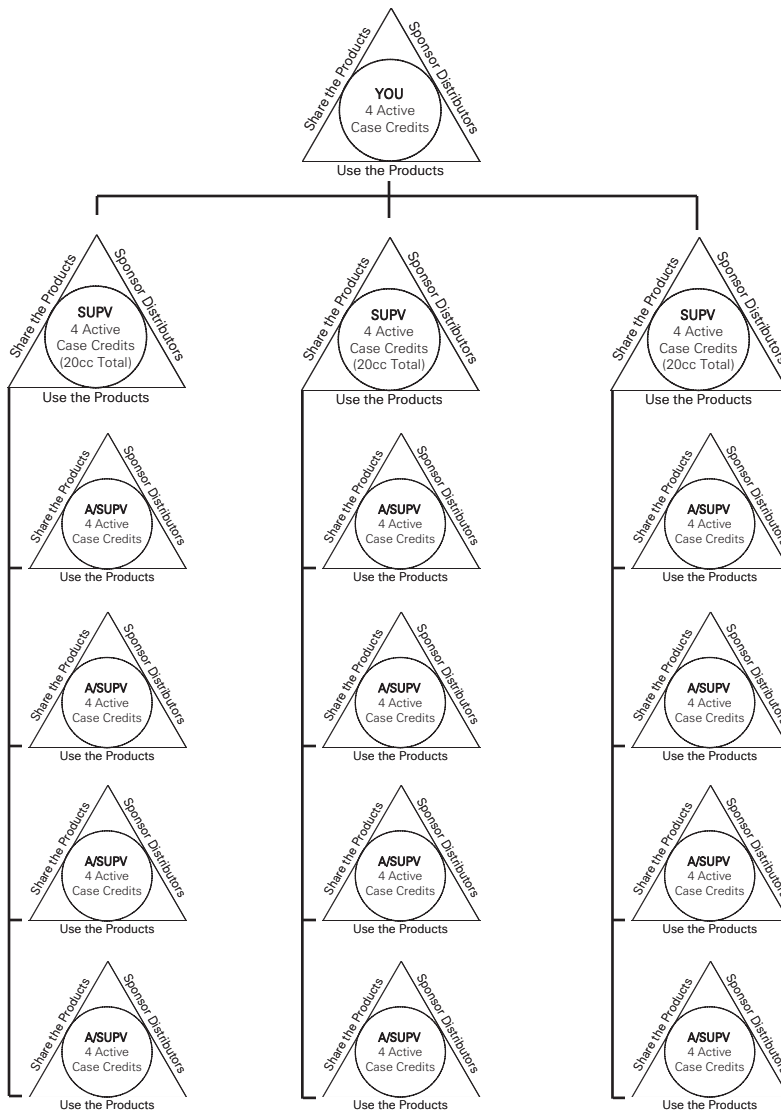 Share the Products
Sponsor Distributors
YOU
4 Active
Case Credits
Use the Products
Share the Products
Sponsor Distributors
SUPV
4 Active
Case Credits
(20cc Total)
Use the Products
Share the Products
Sponsor Distributors
SUPV
4 Active
Case Credits
(20cc Total)
Use the Products
Share the Products
Sponsor Distributors
SUPV
4 Active
Case Credits
(20cc Total)
Use the Products
Share the Products
Sponsor Distributors
A/SUPV
4 Active
Case Credits
Use the Products
Share the Products
Sponsor Distributors
A/SUPV
4 Active
Case Credits
Use the Products
Share the Products
Sponsor Distributors
A/SUPV
4 Active
Case Credits
Use the Products
Share the Products
Sponsor Distributors
A/SUPV
4 Active
Case Credits
Use the Products
Share the Products
Sponsor Distributors
A/SUPV
4 Active
Case Credits
Use the Products
Share the Products
Sponsor Distributors
A/SUPV
4 Active
Case Credits
Use the Products
Share the Products
Sponsor Distributors
A/SUPV
4 Active
Case Credits
Use the Products
Share the Products
Sponsor Distributors
A/SUPV
4 Active
Case Credits
Use the Products
Share the Products
Sponsor Distributors
A/SUPV
4 Active
Case Credits
Use the Products
Share the Products
Sponsor Distributors
A/SUPV
4 Active
Case Credits
Use the Products
Share the Products
Sponsor Distributors
A/SUPV
4 Active
Case Credits
Use the Products
Share the Products
Sponsor Distributors
A/SUPV
4 Active
Case Credits
Use the Products